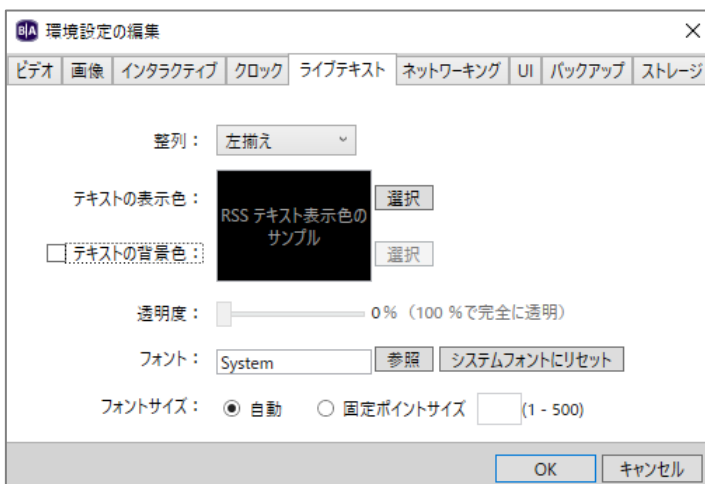 B|A 環境設定の編集
ビデオ 画像 インタラクティブ クロック ライブテキスト ネットワーキング UI バックアップ ストレージ
整列： 左揃え
テキストの表示色： 選択
RSS テキスト表示色の
サンプル
テキストの背景色： 選択
透明度： 0% （100 %で完全に透明）
フォント： System 参照 システムフォントにリセット
フォントサイズ： 自動 固定ポイントサイズ (1 - 500)
OK キャンセル